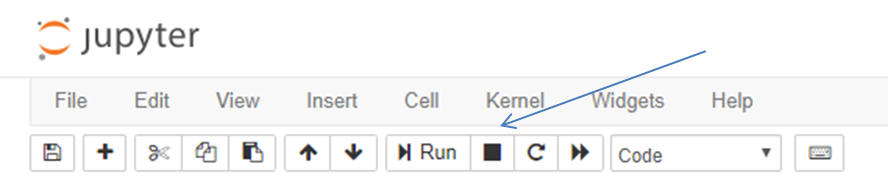 jupyter
File Edit View Insert Cell Kernel Widgets Help
Run Code